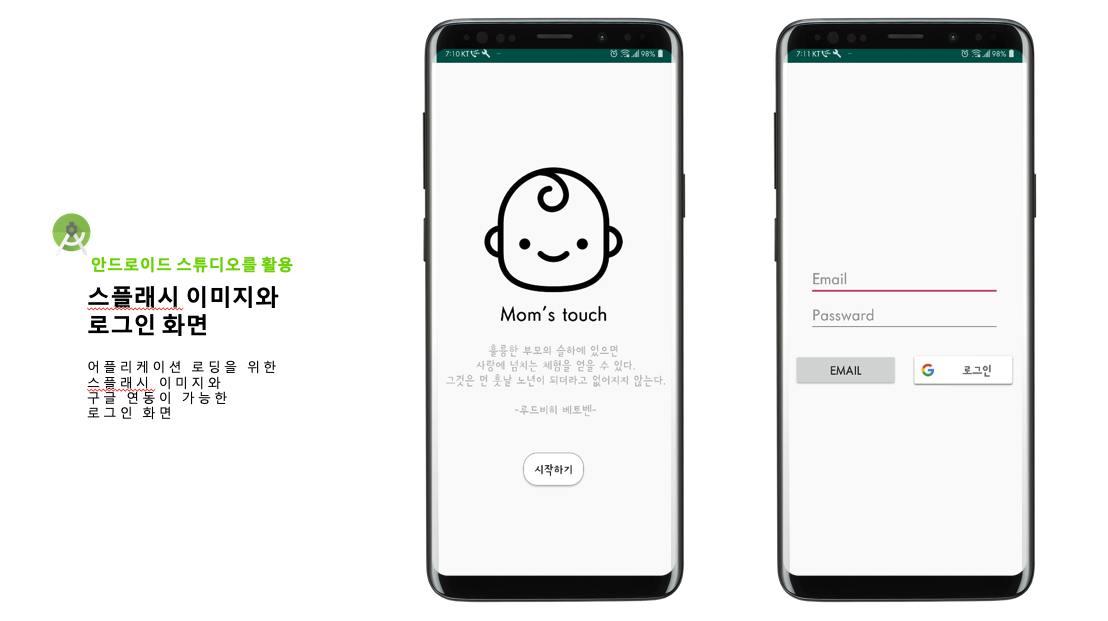 안드로이드 스튜디오를 활용
스플래시 이미지와
로그인 화면
어플리케이션 로딩을 위한
스플래시 이미지와
구글 연동이 가능한
로그인 화면
7:10 KT
98%
Mom's touch
훌륭한 부모의 슬하에 있으면
사랑에 넘치는 체험을 얻을 수 있다.
그것은 먼 훗날 노년이 되더라고 없어지지 않는다.
-루드비히 베트벤-
시작하기
7:11 KT
98%
Email
Password
EMAIL
로그인